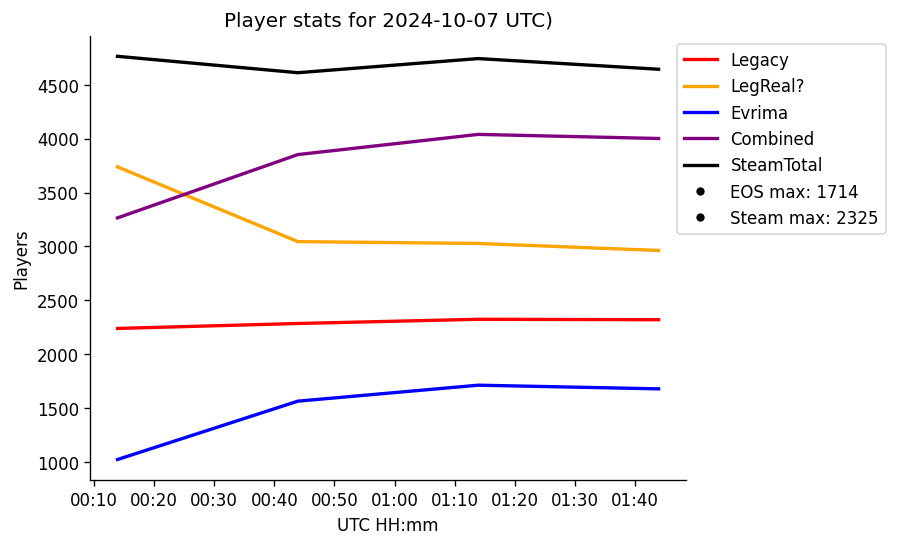 Player stats for 2024-10-07 UTC)
Legacy
LegReal?
Evrima
Combined
SteamTotal
EOS max: 1714
Steam max: 2325
Players
4500
4000
3500
3000
2500
2000
1500
1000
00:10 00:20 00:30 00:40 00:50 01:00 01:10 01:20 01:30 01:40
UTC HH:mm